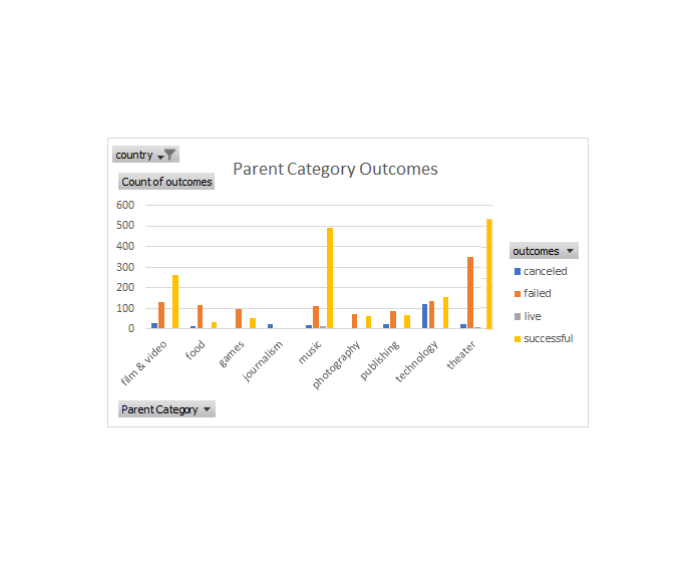 country
Parent Category Outcomes
Count of outcomes
600
500
400
300
200
100
0
outcomes
canceled
failed
live
successful
film & video
food
games
journalism
music
photography
publishing
technology
theater
Parent Category